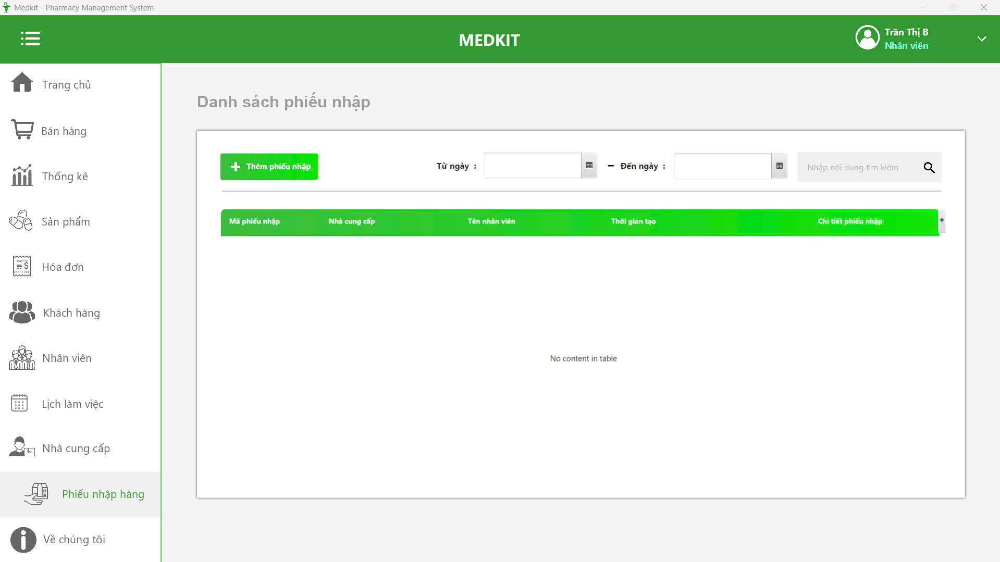 Medkit - Pharmacy Management System
MEDKIT
Trần Thị B
Nhân viên
Trang chủ
Bán hàng
Thống kê
Sản phẩm
Hóa đơn
Khách hàng
Nhân viên
Lịch làm việc
Nhà cung cấp
Phiếu nhập hàng
Về chúng tôi
Danh sách phiếu nhập
+ Thêm phiếu nhập
Từ ngày :
– Đến ngày :
Nhập nội dung tìm kiếm
Mã phiếu nhập Nhà cung cấp Tên nhân viên Thời gian tạo Chi tiết phiếu nhập +
No content in table